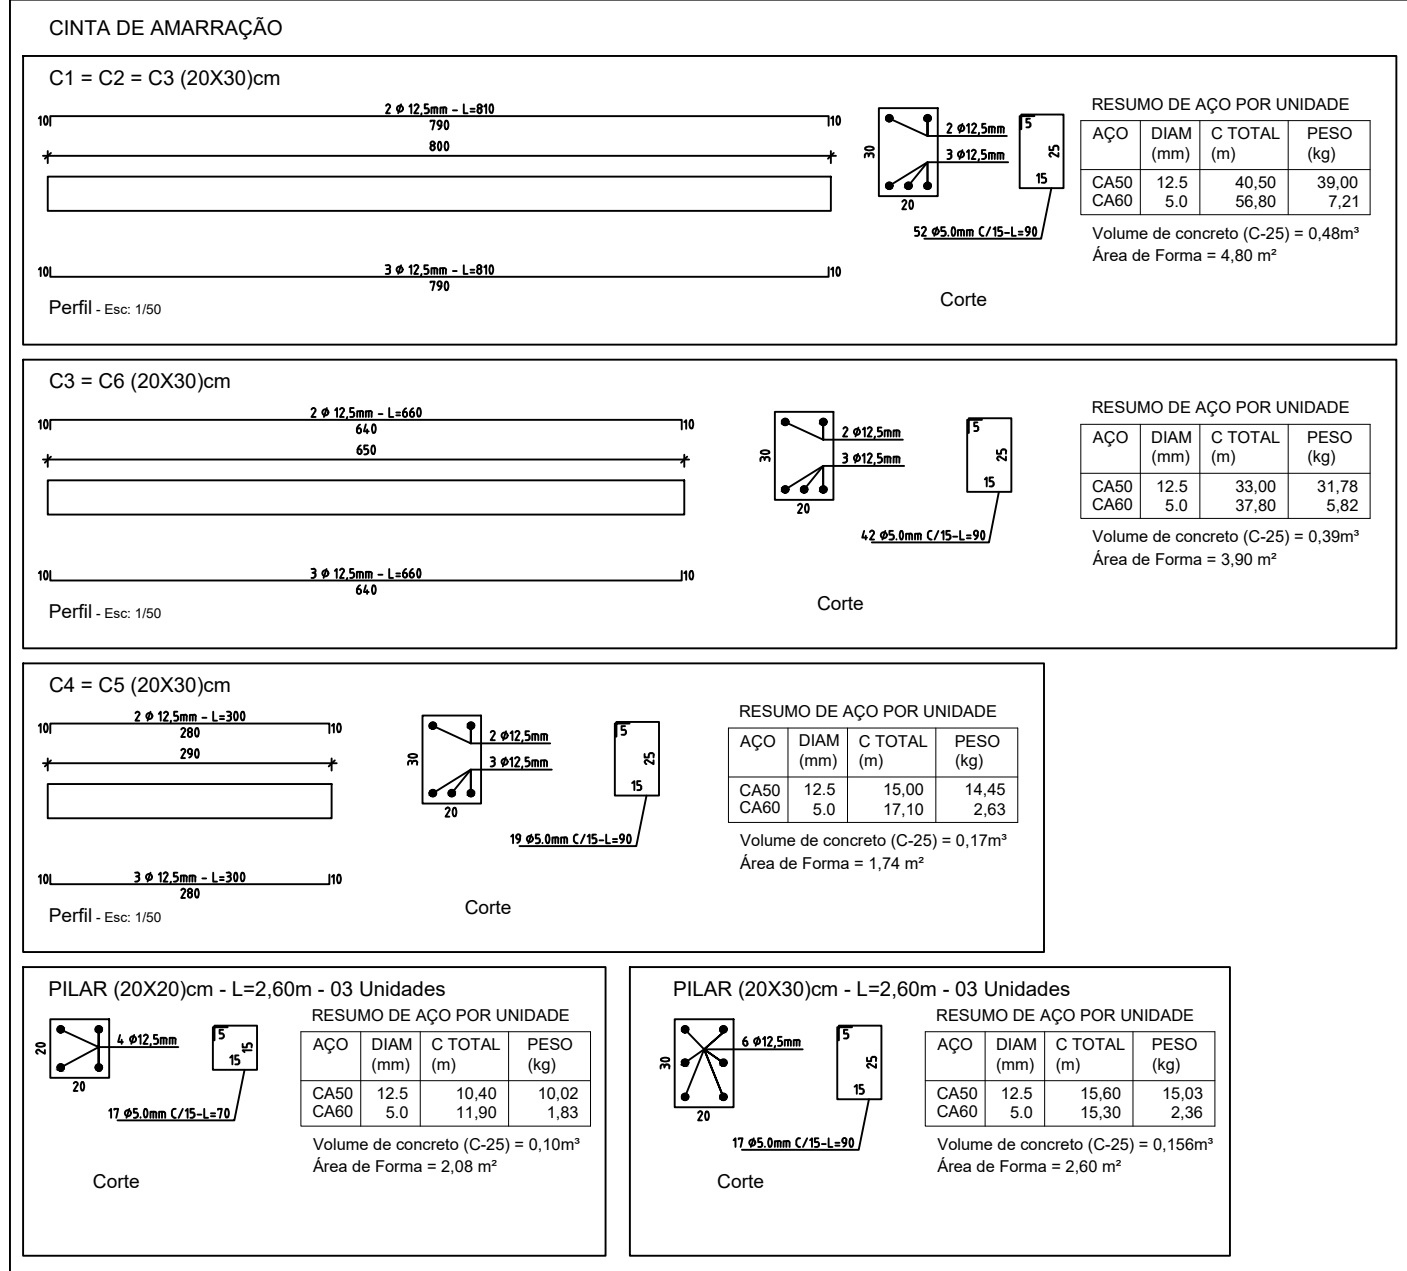 CINTA DE AMARRAÇÃO
C1 = C2 = C3 (20X30)cm
2 Ø 12,5mm - L=810
10 790 10
800
3 Ø 12,5mm - L=810
10 790 10
Perfil - Esc: 1/50
30
20
2 Ø12,5mm
3 Ø12,5mm
5
25
15
52 Ø5.0mm C/15-L=90
Corte
RESUMO DE AÇO POR UNIDADE
AÇO DIAM C TOTAL PESO
(mm) (m) (kg)
CA50 12.5 40,50 39,00
CA60 5.0 56,80 7,21
Volume de concreto (C-25) = 0,48m³
Área de Forma = 4,80 m²
C3 = C6 (20X30)cm
2 Ø 12,5mm - L=660
10 640 10
650
3 Ø 12,5mm - L=660
10 640 10
Perfil - Esc: 1/50
30
20
2 Ø12,5mm
3 Ø12,5mm
5
25
15
42 Ø5.0mm C/15-L=90
Corte
RESUMO DE AÇO POR UNIDADE
AÇO DIAM C TOTAL PESO
(mm) (m) (kg)
CA50 12.5 33,00 31,78
CA60 5.0 37,80 5,82
Volume de concreto (C-25) = 0,39m³
Área de Forma = 3,90 m²
C4 = C5 (20X30)cm
2 Ø 12,5mm - L=300
10 280 10
290
3 Ø 12,5mm - L=300
10 280 10
Perfil - Esc: 1/50
30
20
2 Ø12,5mm
3 Ø12,5mm
5
25
15
19 Ø5.0mm C/15-L=90
Corte
RESUMO DE AÇO POR UNIDADE
AÇO DIAM C TOTAL PESO
(mm) (m) (kg)
CA50 12.5 15,00 14,45
CA60 5.0 17,10 2,63
Volume de concreto (C-25) = 0,17m³
Área de Forma = 1,74 m²
PILAR (20X20)cm - L=2,60m - 03 Unidades
20
20
4 Ø12,5mm
5
15
15
17 Ø5.0mm C/15-L=70
Corte
RESUMO DE AÇO POR UNIDADE
AÇO DIAM C TOTAL PESO
(mm) (m) (kg)
CA50 12.5 10,40 10,02
CA60 5.0 11,90 1,83
Volume de concreto (C-25) = 0,10m³
Área de Forma = 2,08 m²
PILAR (20X30)cm - L=2,60m - 03 Unidades
30
20
6 Ø12,5mm
5
25
15
17 Ø5.0mm C/15-L=90
Corte
RESUMO DE AÇO POR UNIDADE
AÇO DIAM C TOTAL PESO
(mm) (m) (kg)
CA50 12.5 15,60 15,03
CA60 5.0 15,30 2,36
Volume de concreto (C-25) = 0,156m³
Área de Forma = 2,60 m²